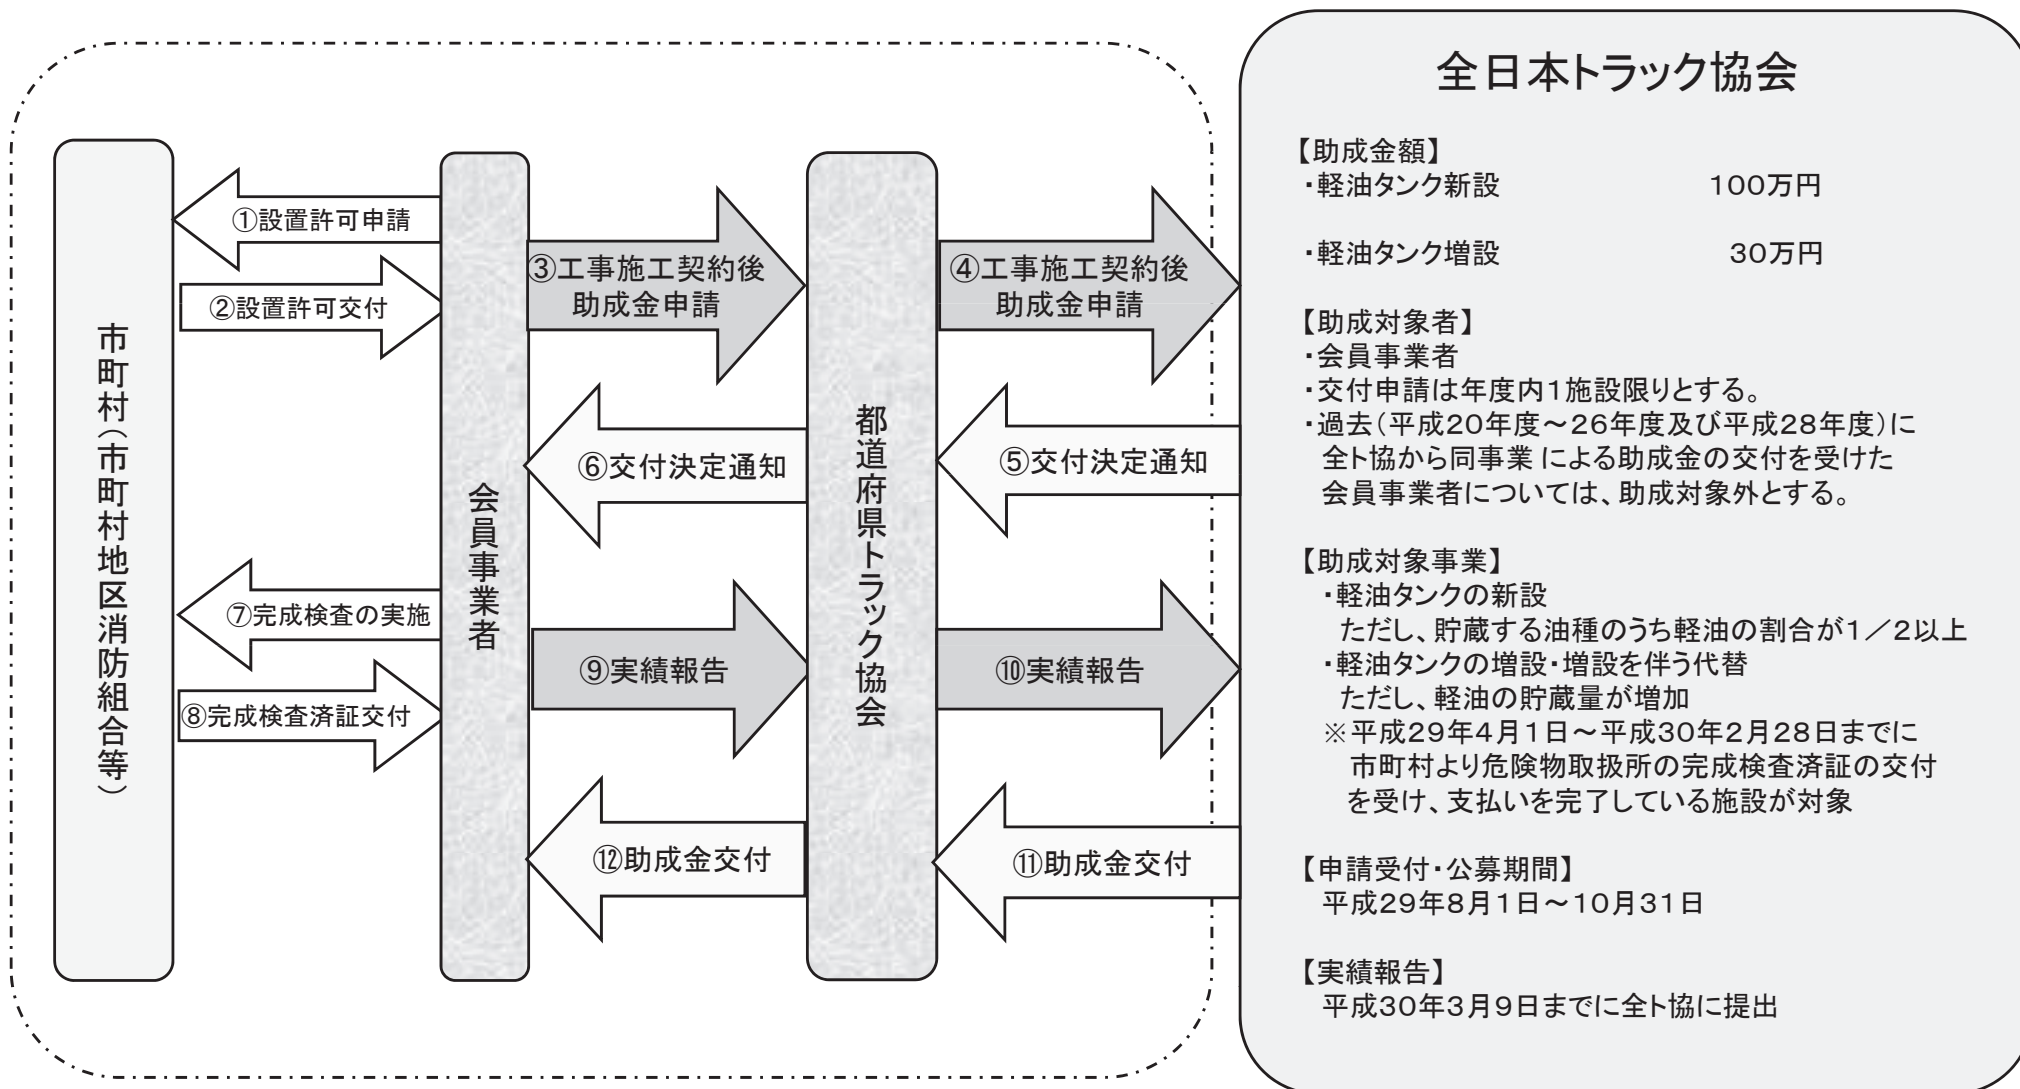 市町村（市町村地区消防組合等）
①設置許可申請
②設置許可交付
⑦完成検査の実施
⑧完成検査済証交付
会員事業者
③工事施工契約後
助成金申請
⑥交付決定通知
⑨実績報告
⑫助成金交付
都道府県トラック協会
④工事施工契約後
助成金申請
⑤交付決定通知
⑩実績報告
⑪助成金交付
全日本トラック協会
【助成金額】
・軽油タンク新設 １００万円
・軽油タンク増設 ３０万円
【助成対象者】
・会員事業者
・交付申請は年度内１施設限りとする。
・過去（平成２０年度～２６年度及び平成２８年度）に
全ト協から同事業 による助成金の交付を受けた
会員事業者については、助成対象外とする。
【助成対象事業】
・軽油タンクの新設
ただし、貯蔵する油種のうち軽油の割合が１／２以上
・軽油タンクの増設・増設を伴う代替
ただし、軽油の貯蔵量が増加
※平成２９年４月１日～平成３０年２月２８日までに
市町村より危険物取扱所の完成検査済証の交付
を受け、支払いを完了している施設が対象
【申請受付・公募期間】
平成２９年８月１日～１０月３１日
【実績報告】
平成３０年３月９日までに全ト協に提出